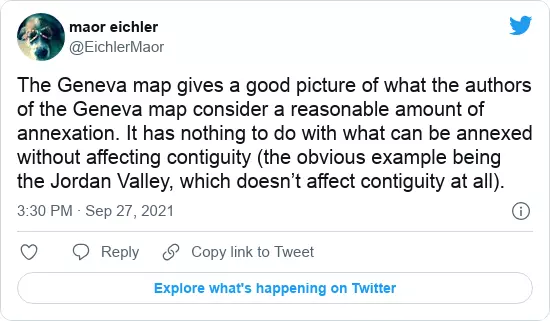 maor eichler
@EichlerMaor
The Geneva map gives a good picture of what the authors
of the Geneva map consider a reasonable amount of
annexation. It has nothing to do with what can be annexed
without affecting contiguity (the obvious example being
the Jordan Valley, which doesn’t affect contiguity at all).
3:30 PM · Sep 27, 2021
Reply Copy link to Tweet
Explore what's happening on Twitter